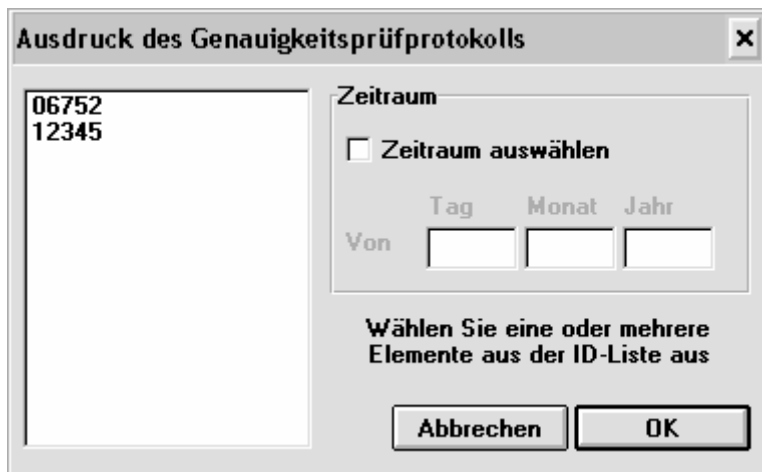 Ausdruck des Genauigkeitsprüfprotokolls
06752
12345
Zeitraum
Zeitraum auswählen
Tag Monat Jahr
Von
Wählen Sie eine oder mehrere
Elemente aus der ID-Liste aus
Abbrechen OK